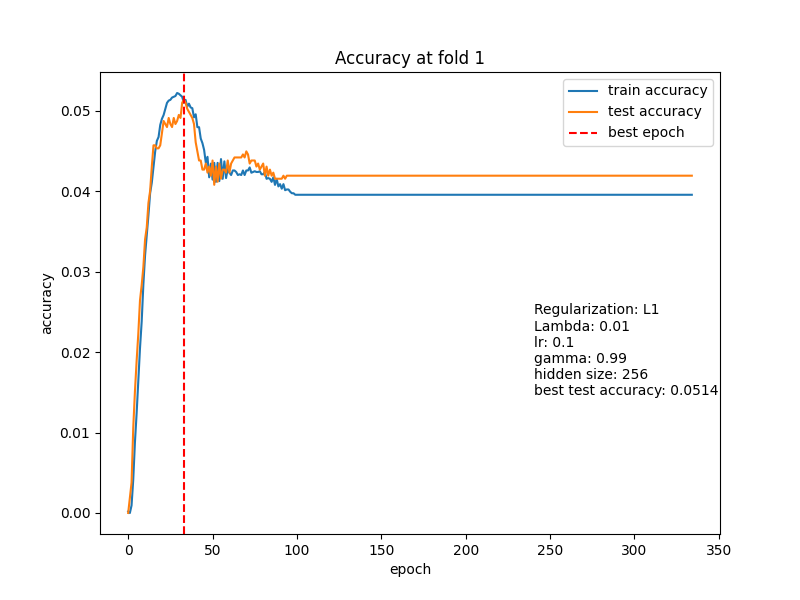 Accuracy at fold 1
train accuracy
test accuracy
best epoch
accuracy
0.05
0.04
0.03
0.02
0.01
0.00
Regularization: L1
Lambda: 0.01
lr: 0.1
gamma: 0.99
hidden size: 256
best test accuracy: 0.0514
0 50 100 150 200 250 300 350
epoch